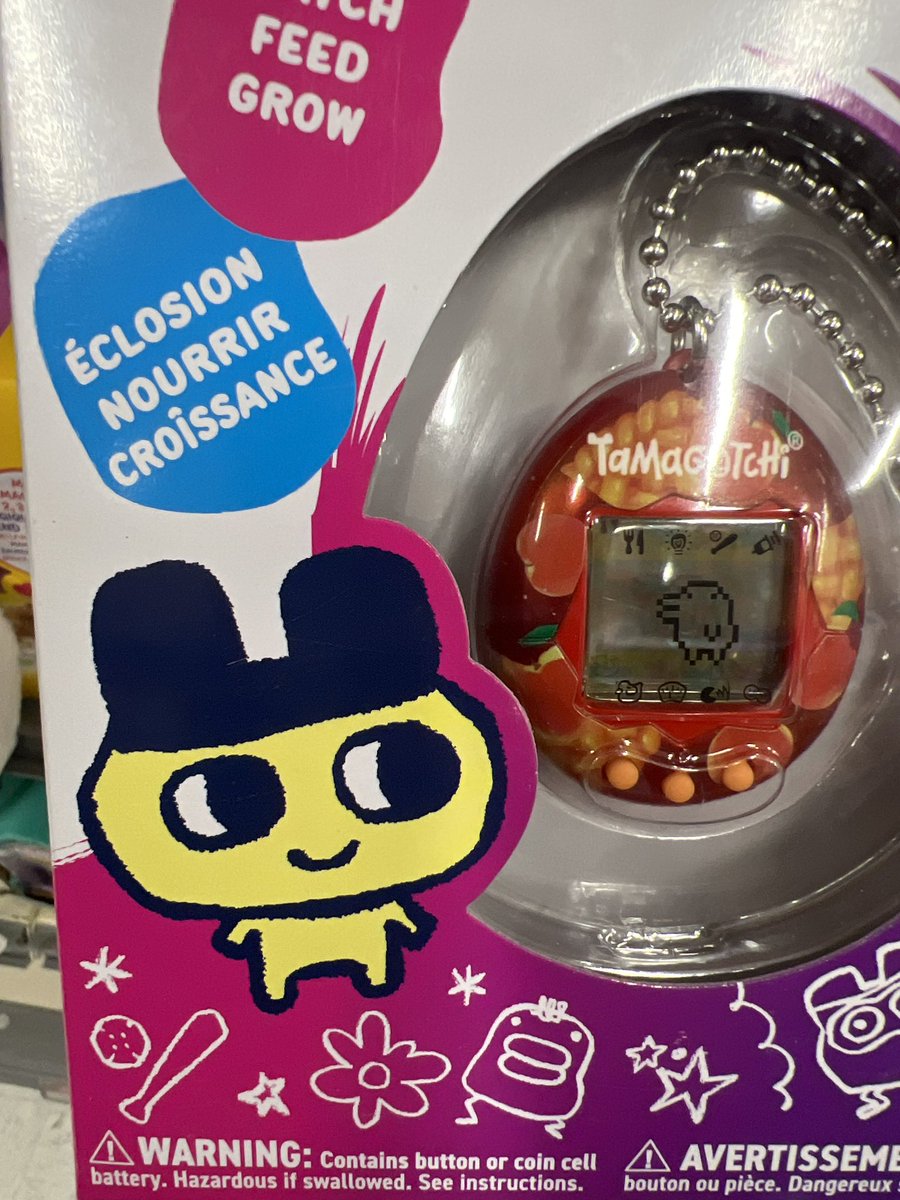 FEED
GROW
ÉCLOSION
NOURRIR
CROÎSSANCE
TaMaGoTCHi®
WARNING: Contains button or coin cell
battery. Hazardous if swallowed. See instructions.
AVERTISSEME
bouton ou pièce. Dangereux s